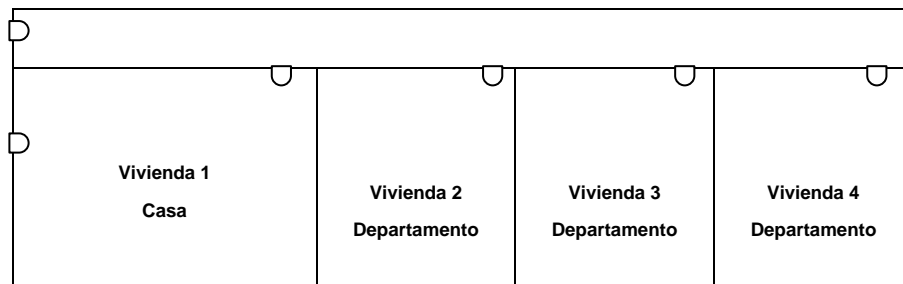 Vivienda 1
Casa
Vivienda 2
Departamento
Vivienda 3
Departamento
Vivienda 4
Departamento